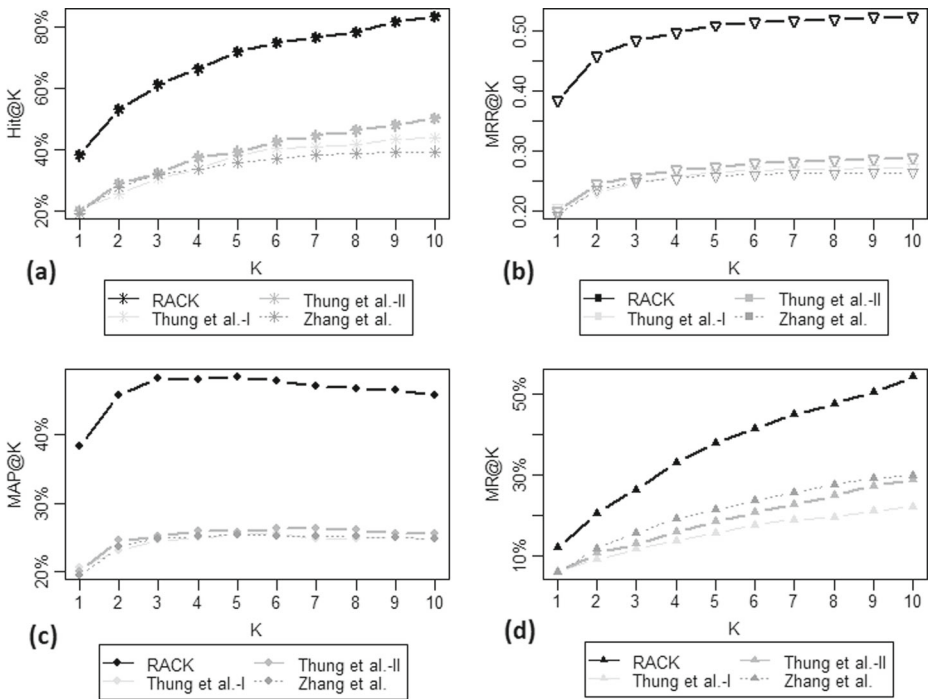 80%
60%
40%
20%
Hit@K
1 2 3 4 5 6 7 8 9 10
K
(a)
RACK Thung et al.-II
Thung et al.-I Zhang et al.
0.50
0.40
0.30
0.20
MRR@K
1 2 3 4 5 6 7 8 9 10
K
(b)
RACK Thung et al.-II
Thung et al.-I Zhang et al.
40%
30%
20%
MAP@K
1 2 3 4 5 6 7 8 9 10
K
(c)
RACK Thung et al.-II
Thung et al.-I Zhang et al.
50%
30%
10%
MR@K
1 2 3 4 5 6 7 8 9 10
K
(d)
RACK Thung et al.-II
Thung et al.-I Zhang et al.